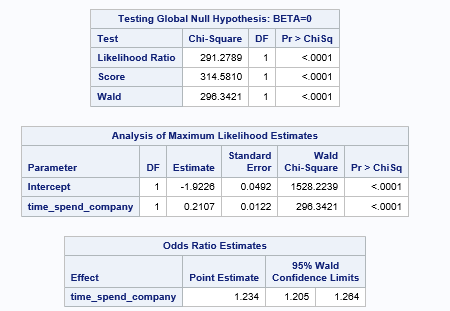 Testing Global Null Hypothesis: BETA=0
Test Chi-Square DF Pr > ChiSq
Likelihood Ratio 291.2789 1 <.0001
Score 314.5810 1 <.0001
Wald 296.3421 1 <.0001
Analysis of Maximum Likelihood Estimates
Parameter DF Estimate Standard Error Wald Chi-Square Pr > ChiSq
Intercept 1 -1.9226 0.0492 1528.2239 <.0001
time_spend_company 1 0.2107 0.0122 296.3421 <.0001
Odds Ratio Estimates
Effect Point Estimate 95% Wald Confidence Limits
time_spend_company 1.234 1.205 1.264